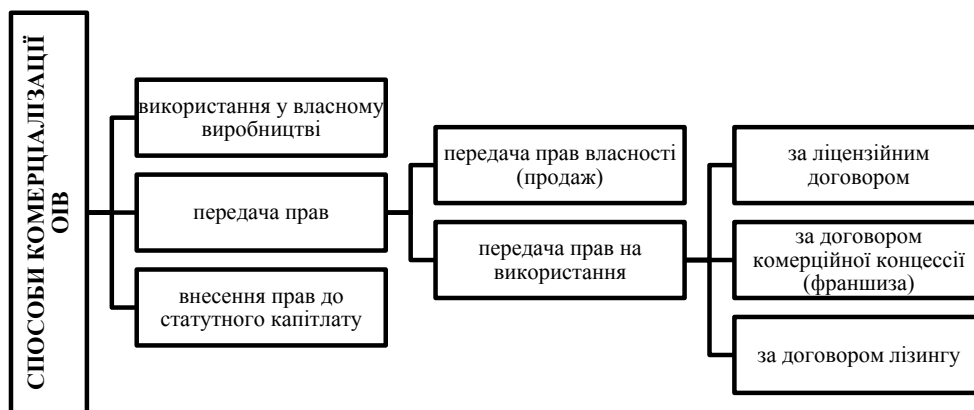 СПОСОБИ КОМЕРЦІАЛІЗАЦІЇ
ОІВ
використання у власному
виробництві
передача прав
внесення прав до
статутного капітлату
передача прав власності
(продаж)
передача прав на
використання
за ліцензійним
договором
за договором
комерційної концессії
(франшиза)
за договором лізингу